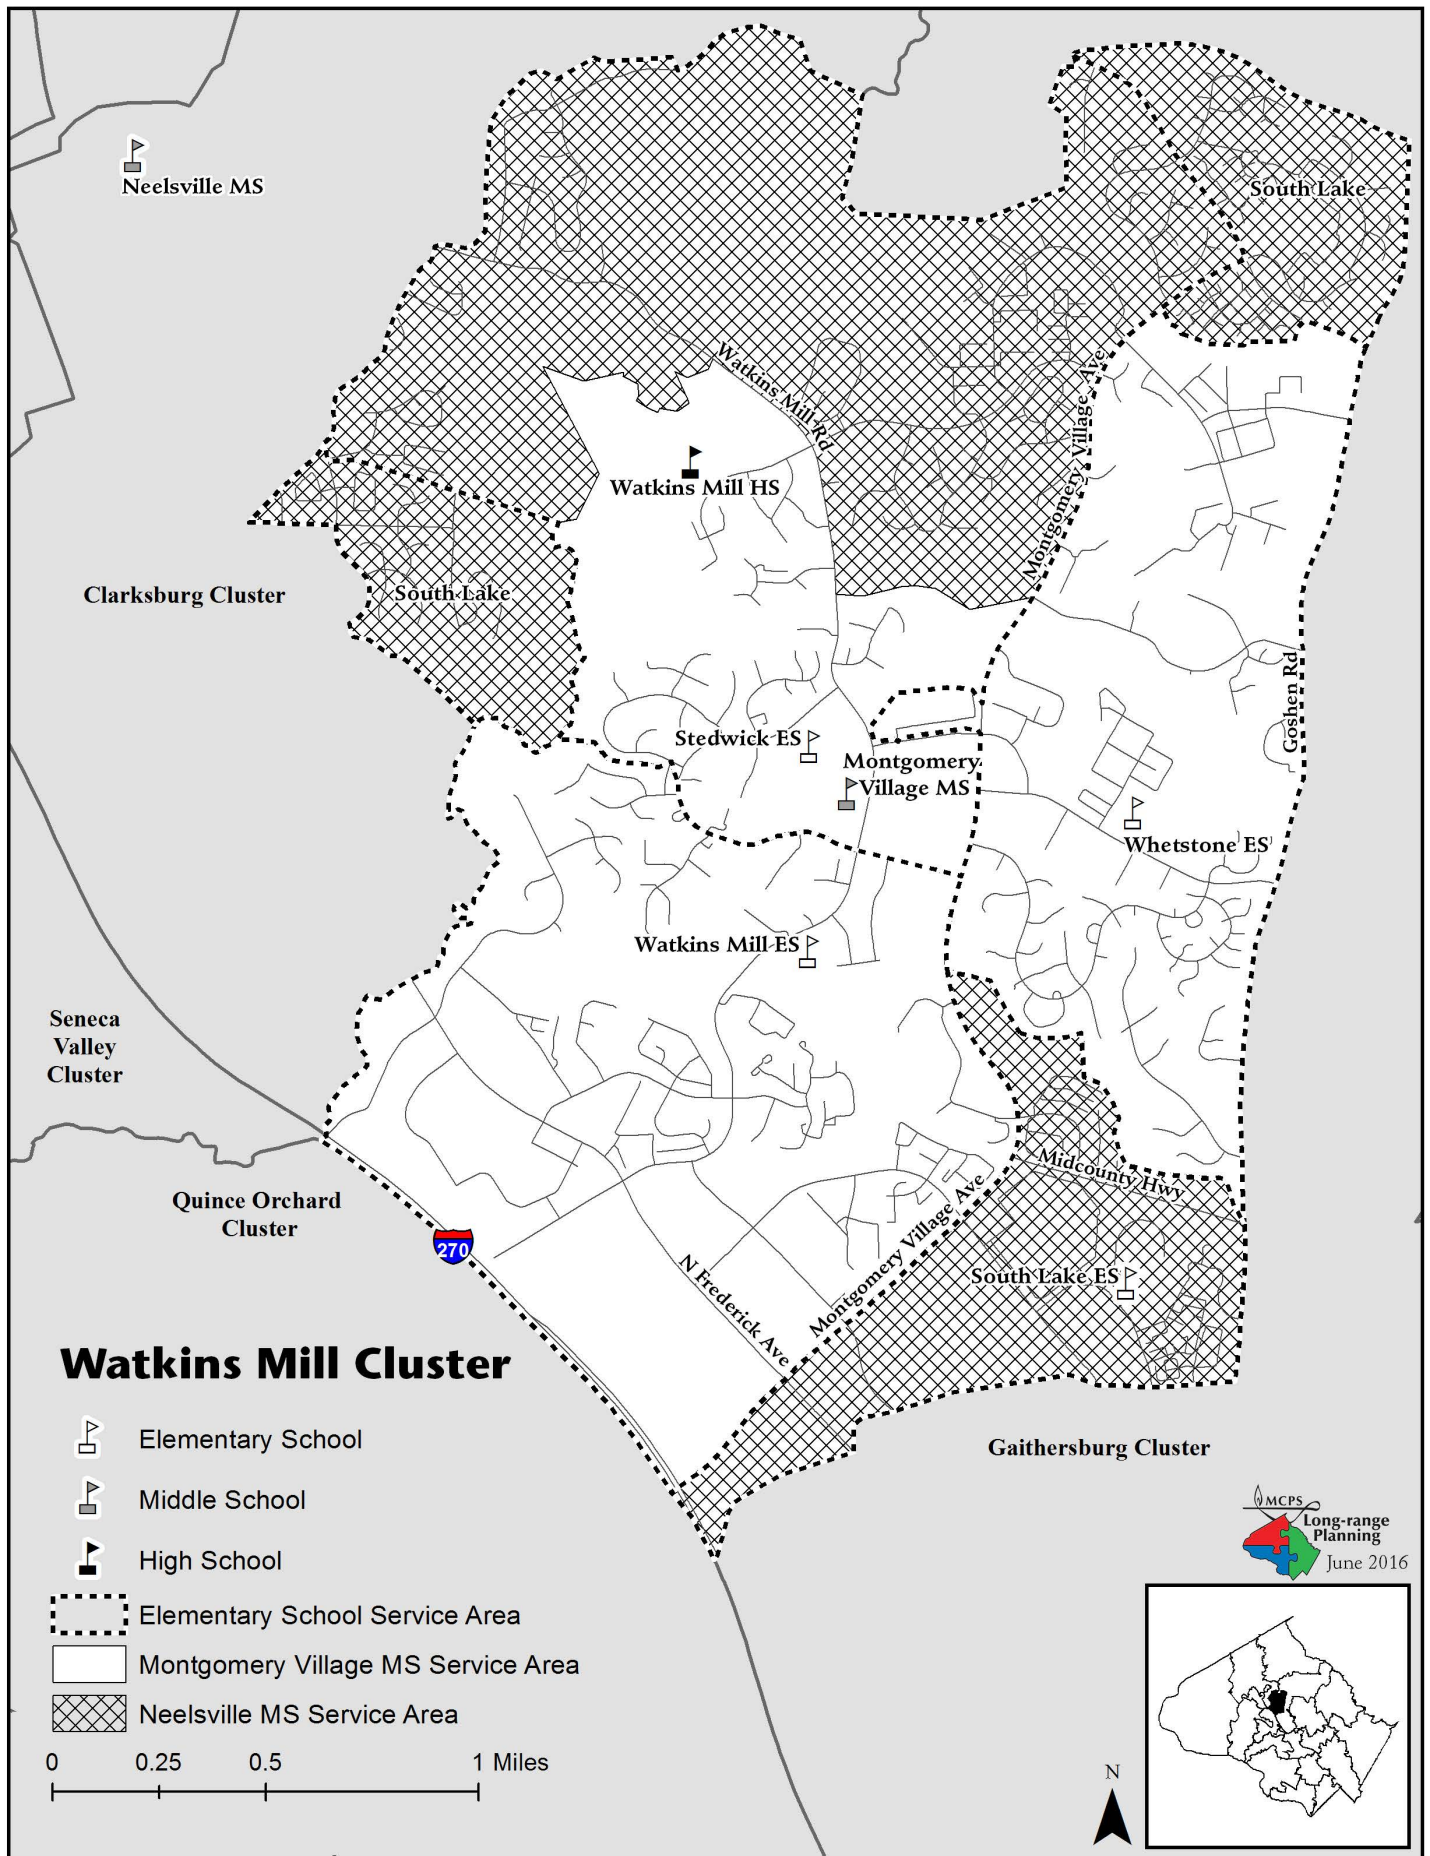 Neelsville MS
South Lake
Watkins Mill Rd
Montgomery Village Ave
Watkins Mill HS
Montgomery Village Ave
Clarksburg Cluster
South Lake
Goshen Rd
Stedwick ES
Montgomery
Village MS
Whetstone ES
Watkins Mill ES
Seneca
Valley
Cluster
Midcounty Hwy
Quince Orchard
Cluster
Montgomery Village Ave
270
South Lake ES
N Frederick Ave
Watkins Mill Cluster
Elementary School
Middle School
High School
Elementary School Service Area
Montgomery Village MS Service Area
Neelsville MS Service Area
0 0.25 0.5 1 Miles
Gaithersburg Cluster
MCPS
Long-range
Planning
June 2016
N